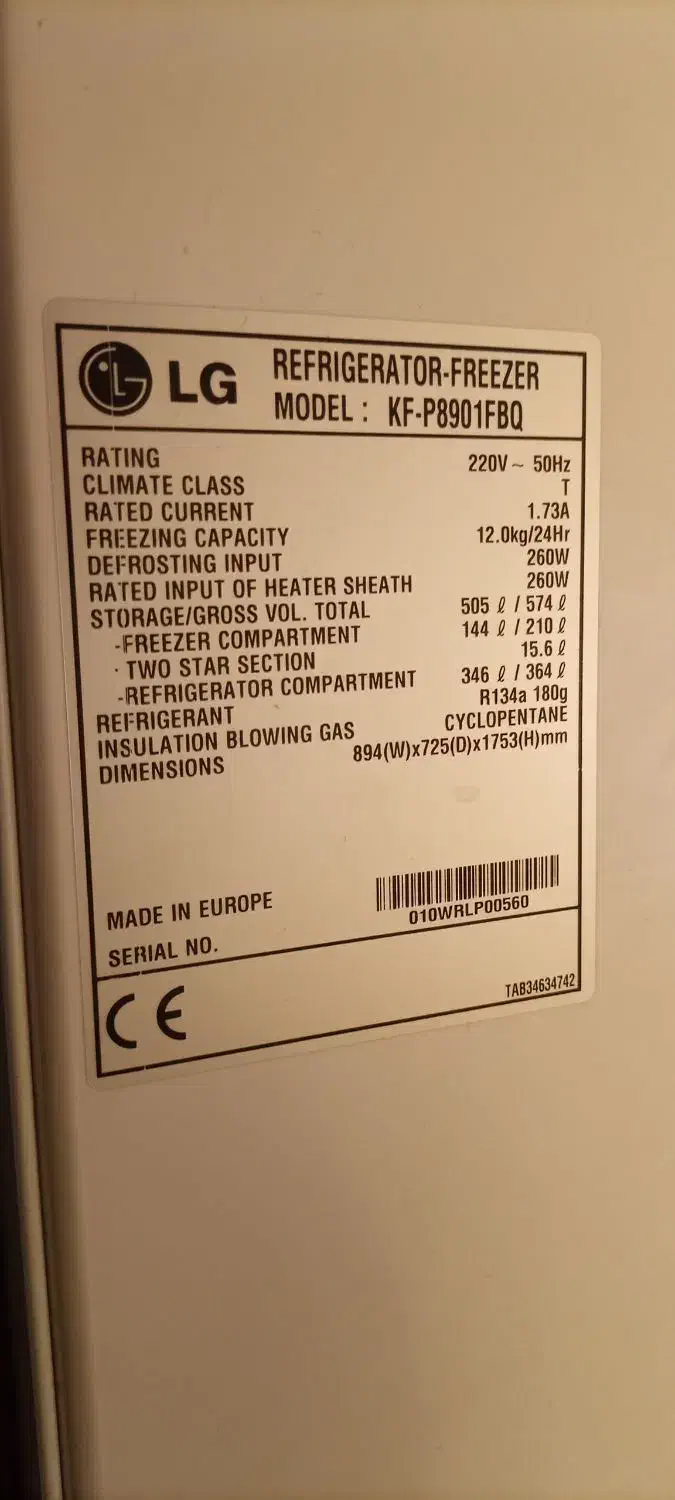 LG REFRIGERATOR-FREEZER
MODEL : KF-P8901FBQ
RATING 220V ~ 50Hz
CLIMATE CLASS T
RATED CURRENT 1.73A
FREEZING CAPACITY 12.0kg/24Hr
DEFROSTING INPUT 260W
RATED INPUT OF HEATER SHEATH 260W
STORAGE/GROSS VOL. TOTAL 505 ℓ / 574 ℓ
-FREEZER COMPARTMENT 144 ℓ / 210 ℓ
· TWO STAR SECTION 15.6 ℓ
-REFRIGERATOR COMPARTMENT 346 ℓ / 364 ℓ
REFRIGERANT R134a 180g
INSULATION BLOWING GAS CYCLOPENTANE
DIMENSIONS 894(W)x725(D)x1753(H)mm
MADE IN EUROPE
010WRLP00560
SERIAL NO.
CE
TAB34634742